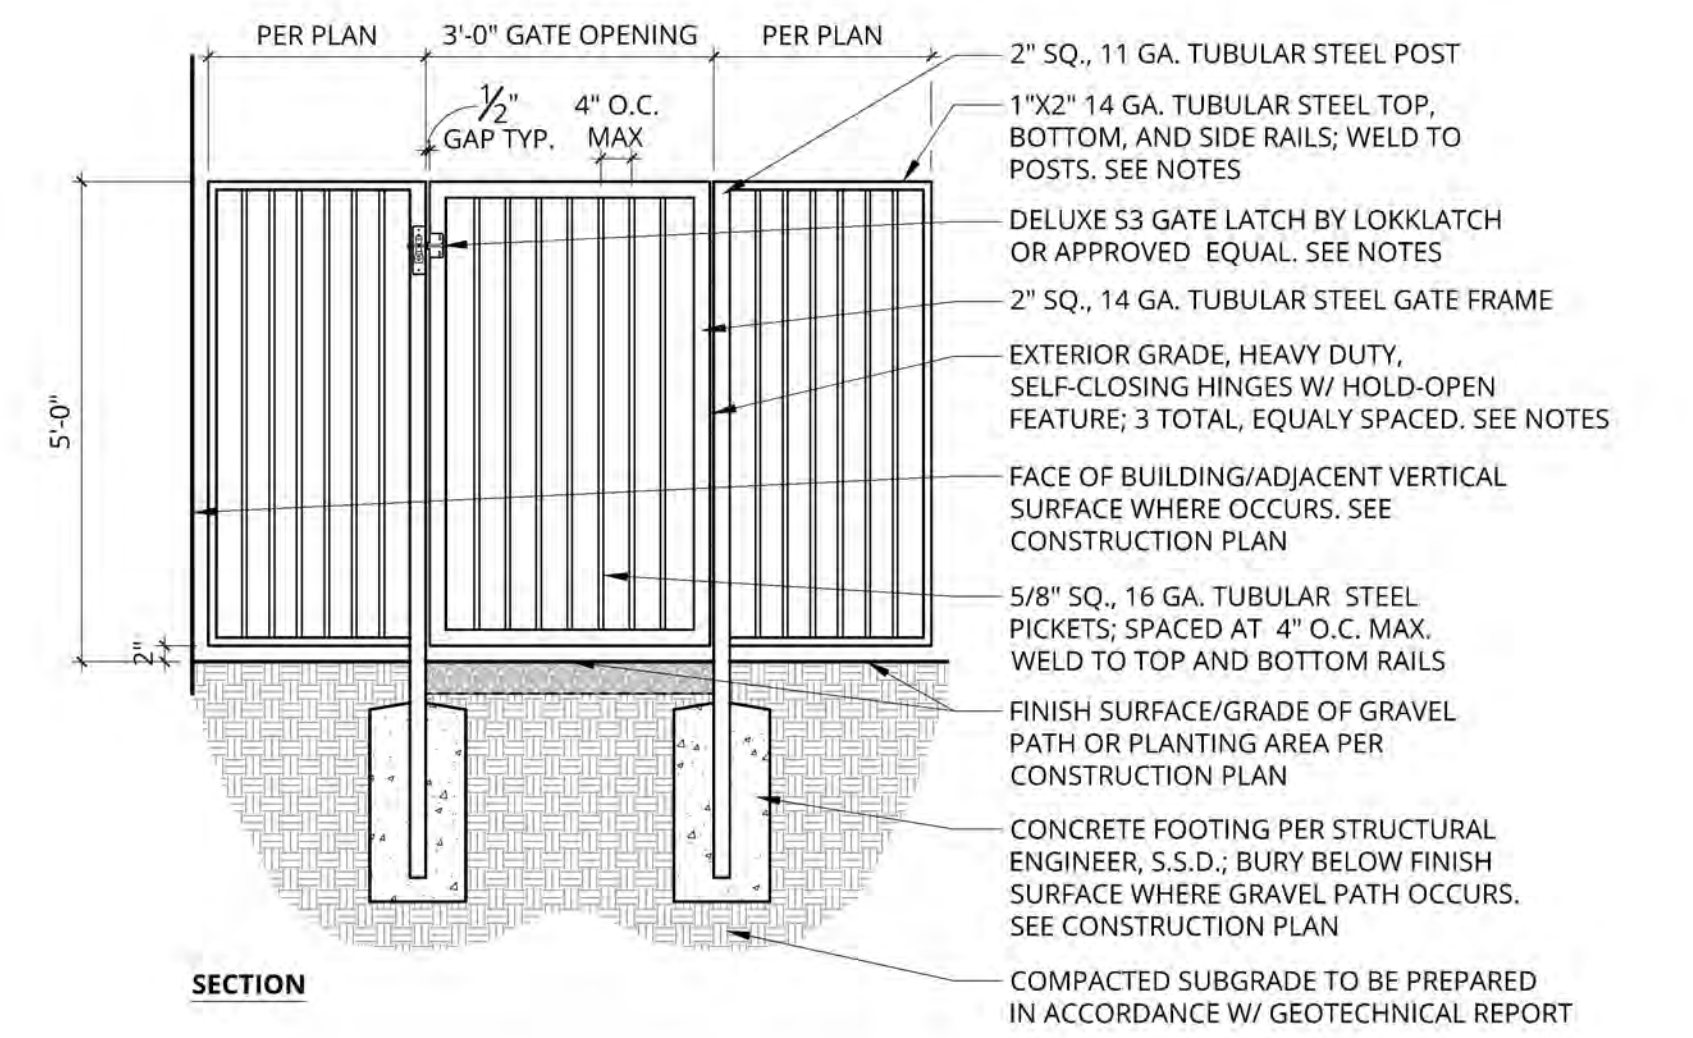 PER PLAN
3'-0" GATE OPENING
PER PLAN
1/2"
GAP TYP.
4" O.C.
MAX
5'-0"
2"
2" SQ., 11 GA. TUBULAR STEEL POST
1"X2" 14 GA. TUBULAR STEEL TOP,
BOTTOM, AND SIDE RAILS; WELD TO
POSTS. SEE NOTES
DELUXE S3 GATE LATCH BY LOKKLATCH
OR APPROVED EQUAL. SEE NOTES
2" SQ., 14 GA. TUBULAR STEEL GATE FRAME
EXTERIOR GRADE, HEAVY DUTY,
SELF-CLOSING HINGES W/ HOLD-OPEN
FEATURE; 3 TOTAL, EQUALY SPACED. SEE NOTES
FACE OF BUILDING/ADJACENT VERTICAL
SURFACE WHERE OCCURS. SEE
CONSTRUCTION PLAN
5/8" SQ., 16 GA. TUBULAR STEEL
PICKETS; SPACED AT 4" O.C. MAX.
WELD TO TOP AND BOTTOM RAILS
FINISH SURFACE/GRADE OF GRAVEL
PATH OR PLANTING AREA PER
CONSTRUCTION PLAN
CONCRETE FOOTING PER STRUCTURAL
ENGINEER, S.S.D.; BURY BELOW FINISH
SURFACE WHERE GRAVEL PATH OCCURS.
SEE CONSTRUCTION PLAN
COMPACTED SUBGRADE TO BE PREPARED
IN ACCORDANCE W/ GEOTECHNICAL REPORT
SECTION